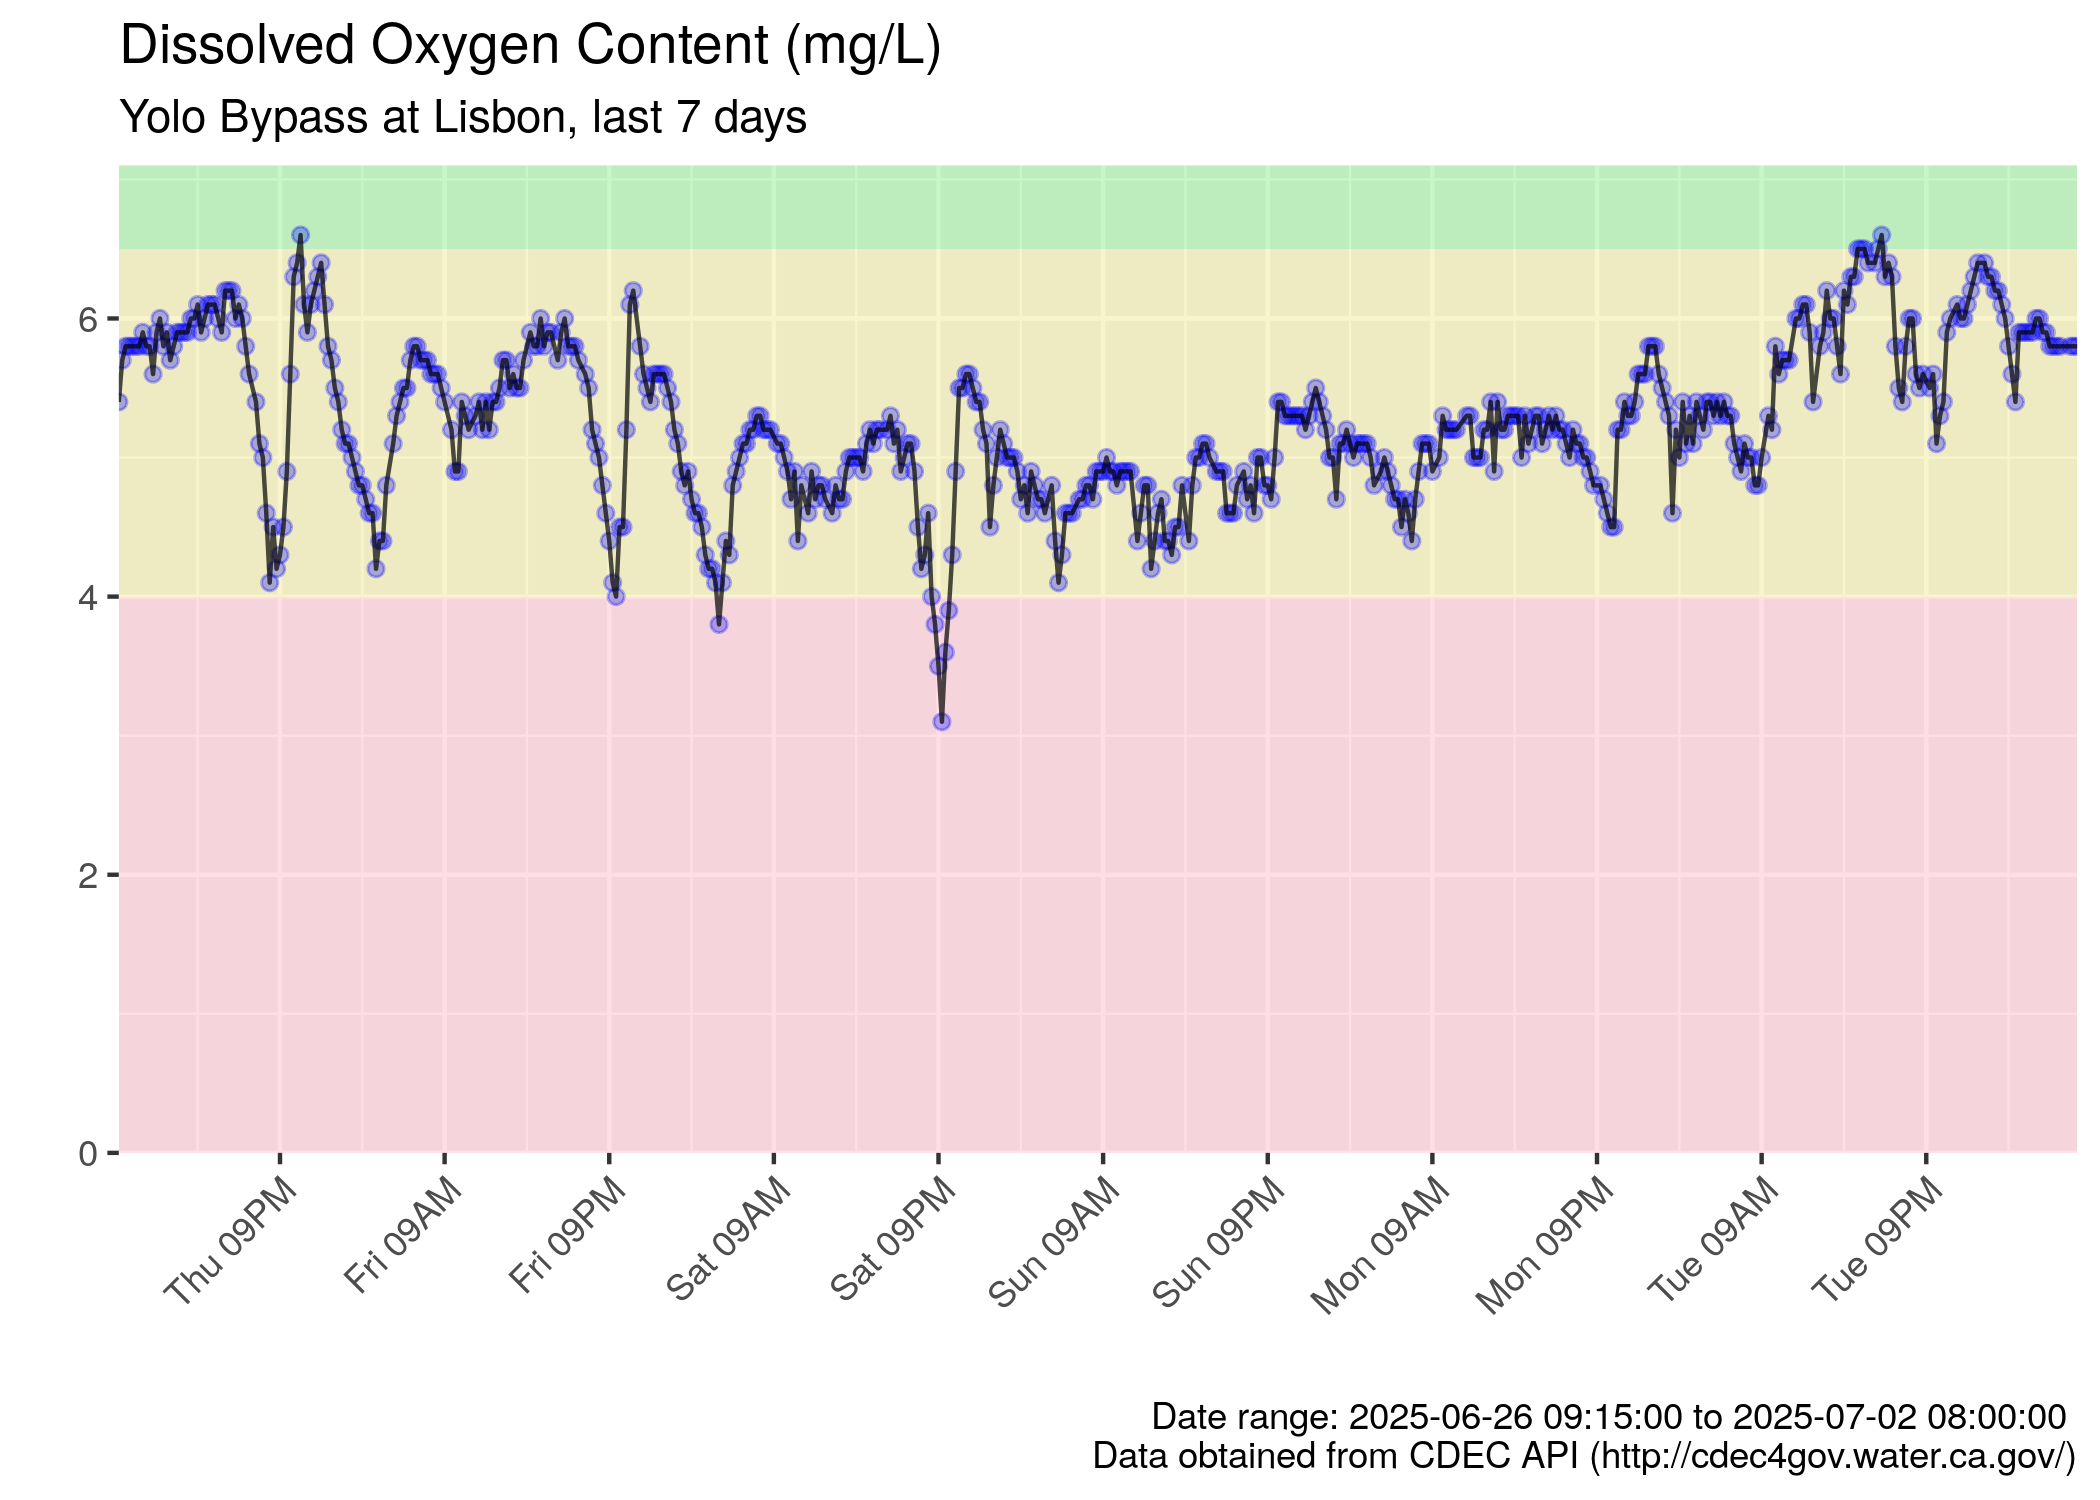 Dissolved Oxygen Content (mg/L)
Yolo Bypass at Lisbon, last 7 days
6
4
2
0
Thu 09PM
Fri 09AM
Fri 09PM
Sat 09AM
Sat 09PM
Sun 09AM
Sun 09PM
Mon 09AM
Mon 09PM
Tue 09AM
Tue 09PM
Date range: 2025-06-26 09:15:00 to 2025-07-02 08:00:00
Data obtained from CDEC API (http://cdec4gov.water.ca.gov/)